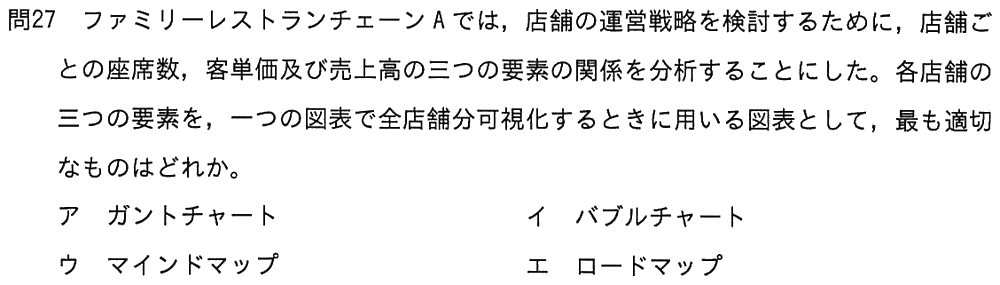 問27 ファミリーレストランチェーンAでは，店舗の運営戦略を検討するために，店舗ご
との座席数，客単価及び売上高の三つの要素の関係を分析することにした。各店舗の
三つの要素を，一つの図表で全店舗分可視化するときに用いる図表として，最も適切
なものはどれか。
ア ガントチャート イ バブルチャート
ウ マインドマップ エ ロードマップ